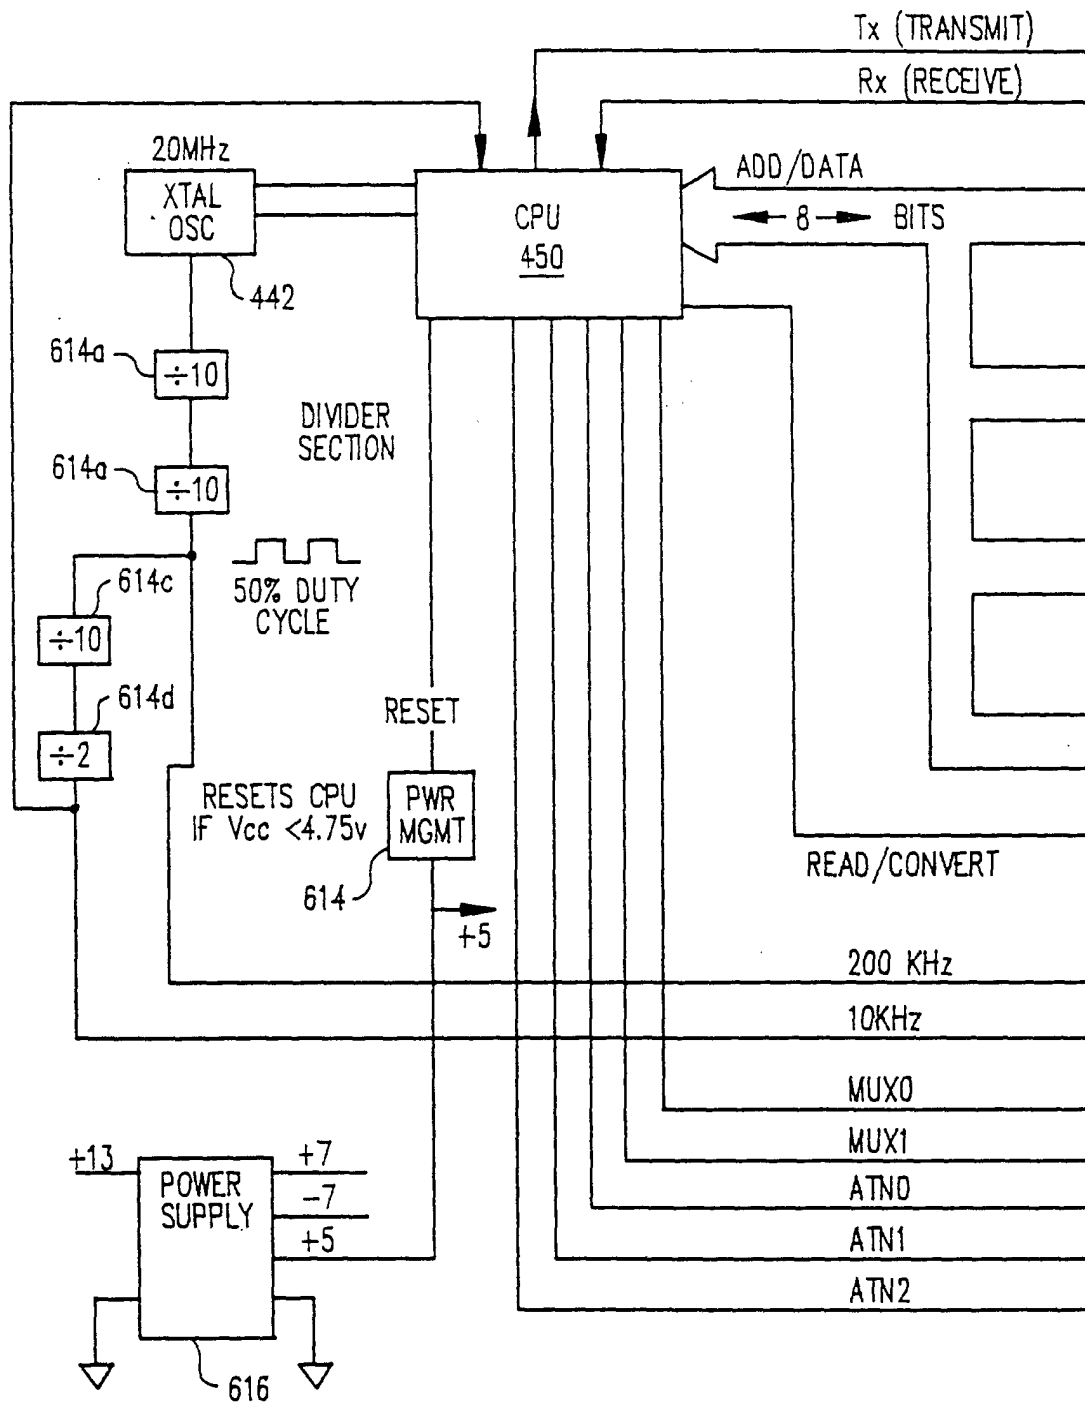 Tx (TRANSMIT)
Rx (RECEIVE)
20MHz
XTAL
OSC
442
CPU
450
ADD/DATA
8 BITS
614a
÷10
DIVIDER
SECTION
614a
÷10
50% DUTY
CYCLE
614c
÷10
614d
÷2
RESET
RESETS CPU
IF Vcc <4.75v
PWR
MGMT
614
+5
READ/CONVERT
200 KHz
10KHz
MUX0
MUX1
ATN0
ATN1
ATN2
+13
POWER
SUPPLY
+7
-7
+5
616